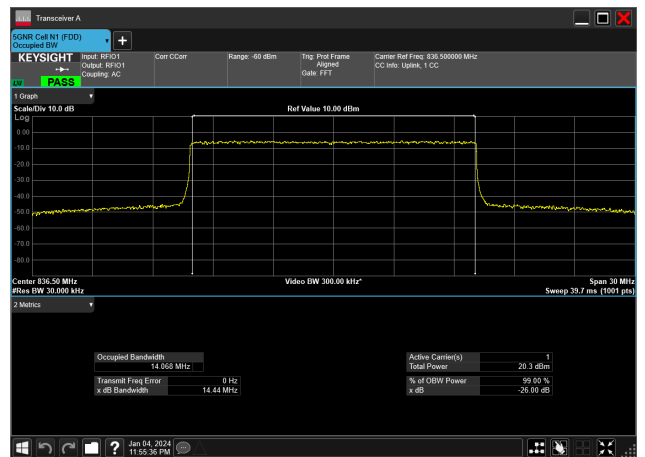 Transceiver A
5GNR Cell N1 (FDD)
Occupied BW
KEYSIGHT
LXI
PASS
Input: RFIO1
Output: RFIO1
Coupling: AC
Corr CCorr
Range: -60 dBm
Trig: Prot Frame
Aligned
Gate: FFT
Carrier Ref Freq: 836.500000 MHz
CC Info: Uplink, 1 CC
1 Graph
Scale/Div 10.0 dB
Ref Value 10.00 dBm
Log
0.00
-10.0
-20.0
-30.0
-40.0
-50.0
-60.0
-70.0
-80.0
Center 836.50 MHz
Video BW 300.00 kHz*
Span 30 MHz
#Res BW 30.000 kHz
Sweep 39.7 ms (1001 pts)
2 Metrics
Occupied Bandwidth
14.068 MHz
Active Carrier(s) 1
Total Power 20.3 dBm
Transmit Freq Error 0 Hz
x dB Bandwidth 14.44 MHz
% of OBW Power 99.00 %
x dB -26.00 dB
?
Jan 04, 2024
11:55:36 PM